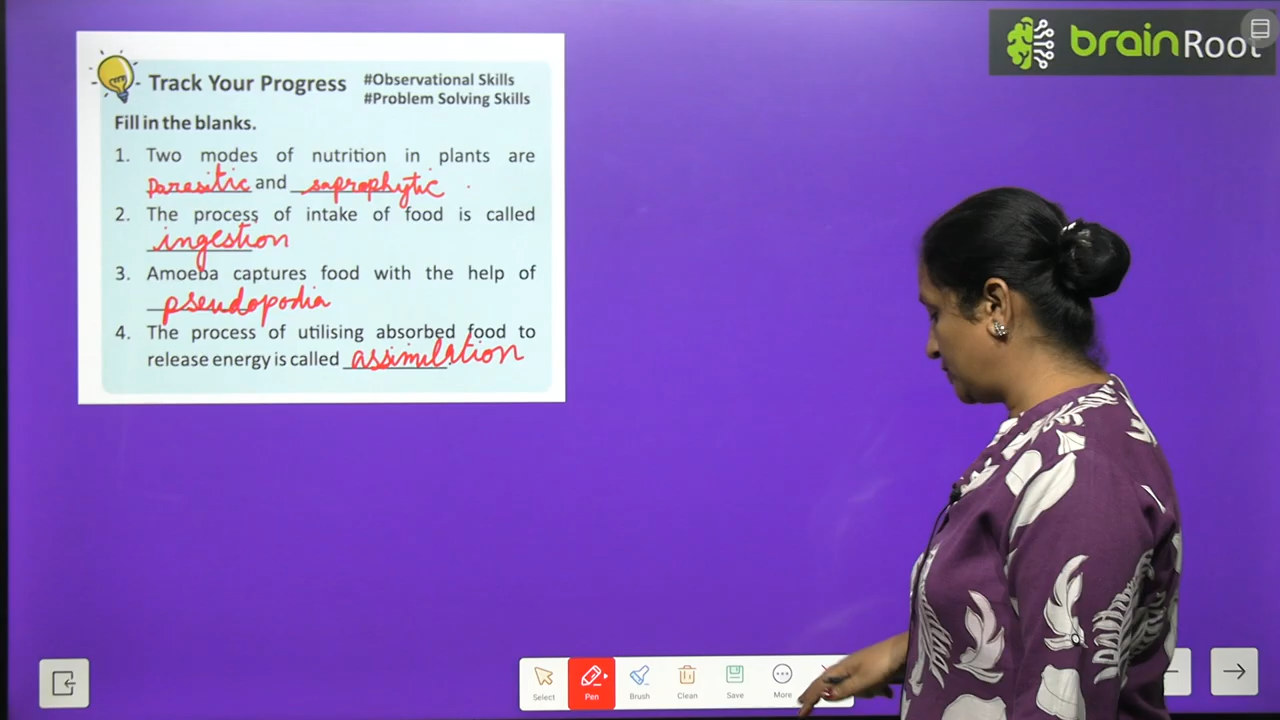 brainRoot
Track Your Progress
#Observational Skills
#Problem Solving Skills
Fill in the blanks.
1. Two modes of nutrition in plants are
Parasitic and saprophytic .
2. The process of intake of food is called
ingestion
3. Amoeba captures food with the help of
pseudopodia
4. The process of utilising absorbed food to
release energy is called assimilation.
Select Pen Brush Clean Save More